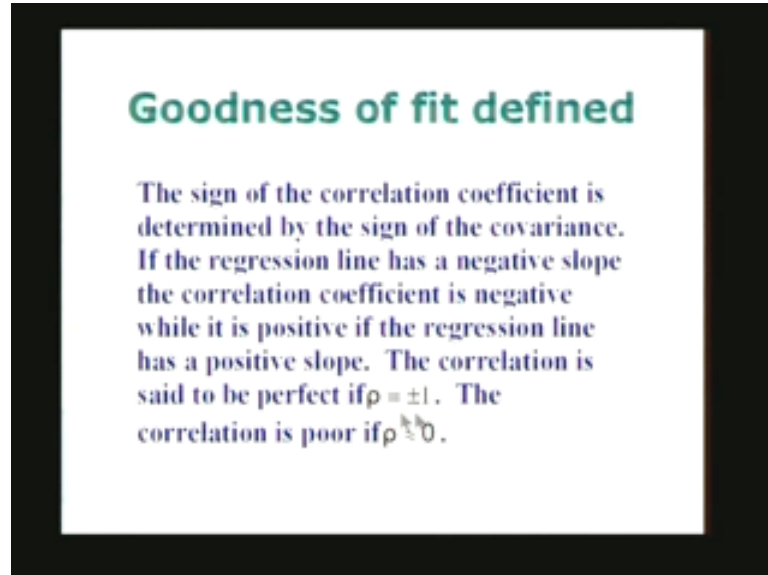 Goodness of fit defined
The sign of the correlation coefficient is
determined by the sign of the covariance.
If the regression line has a negative slope
the correlation coefficient is negative
while it is positive if the regression line
has a positive slope. The correlation is
said to be perfect if ρ = ±1. The
correlation is poor if ρ 0.